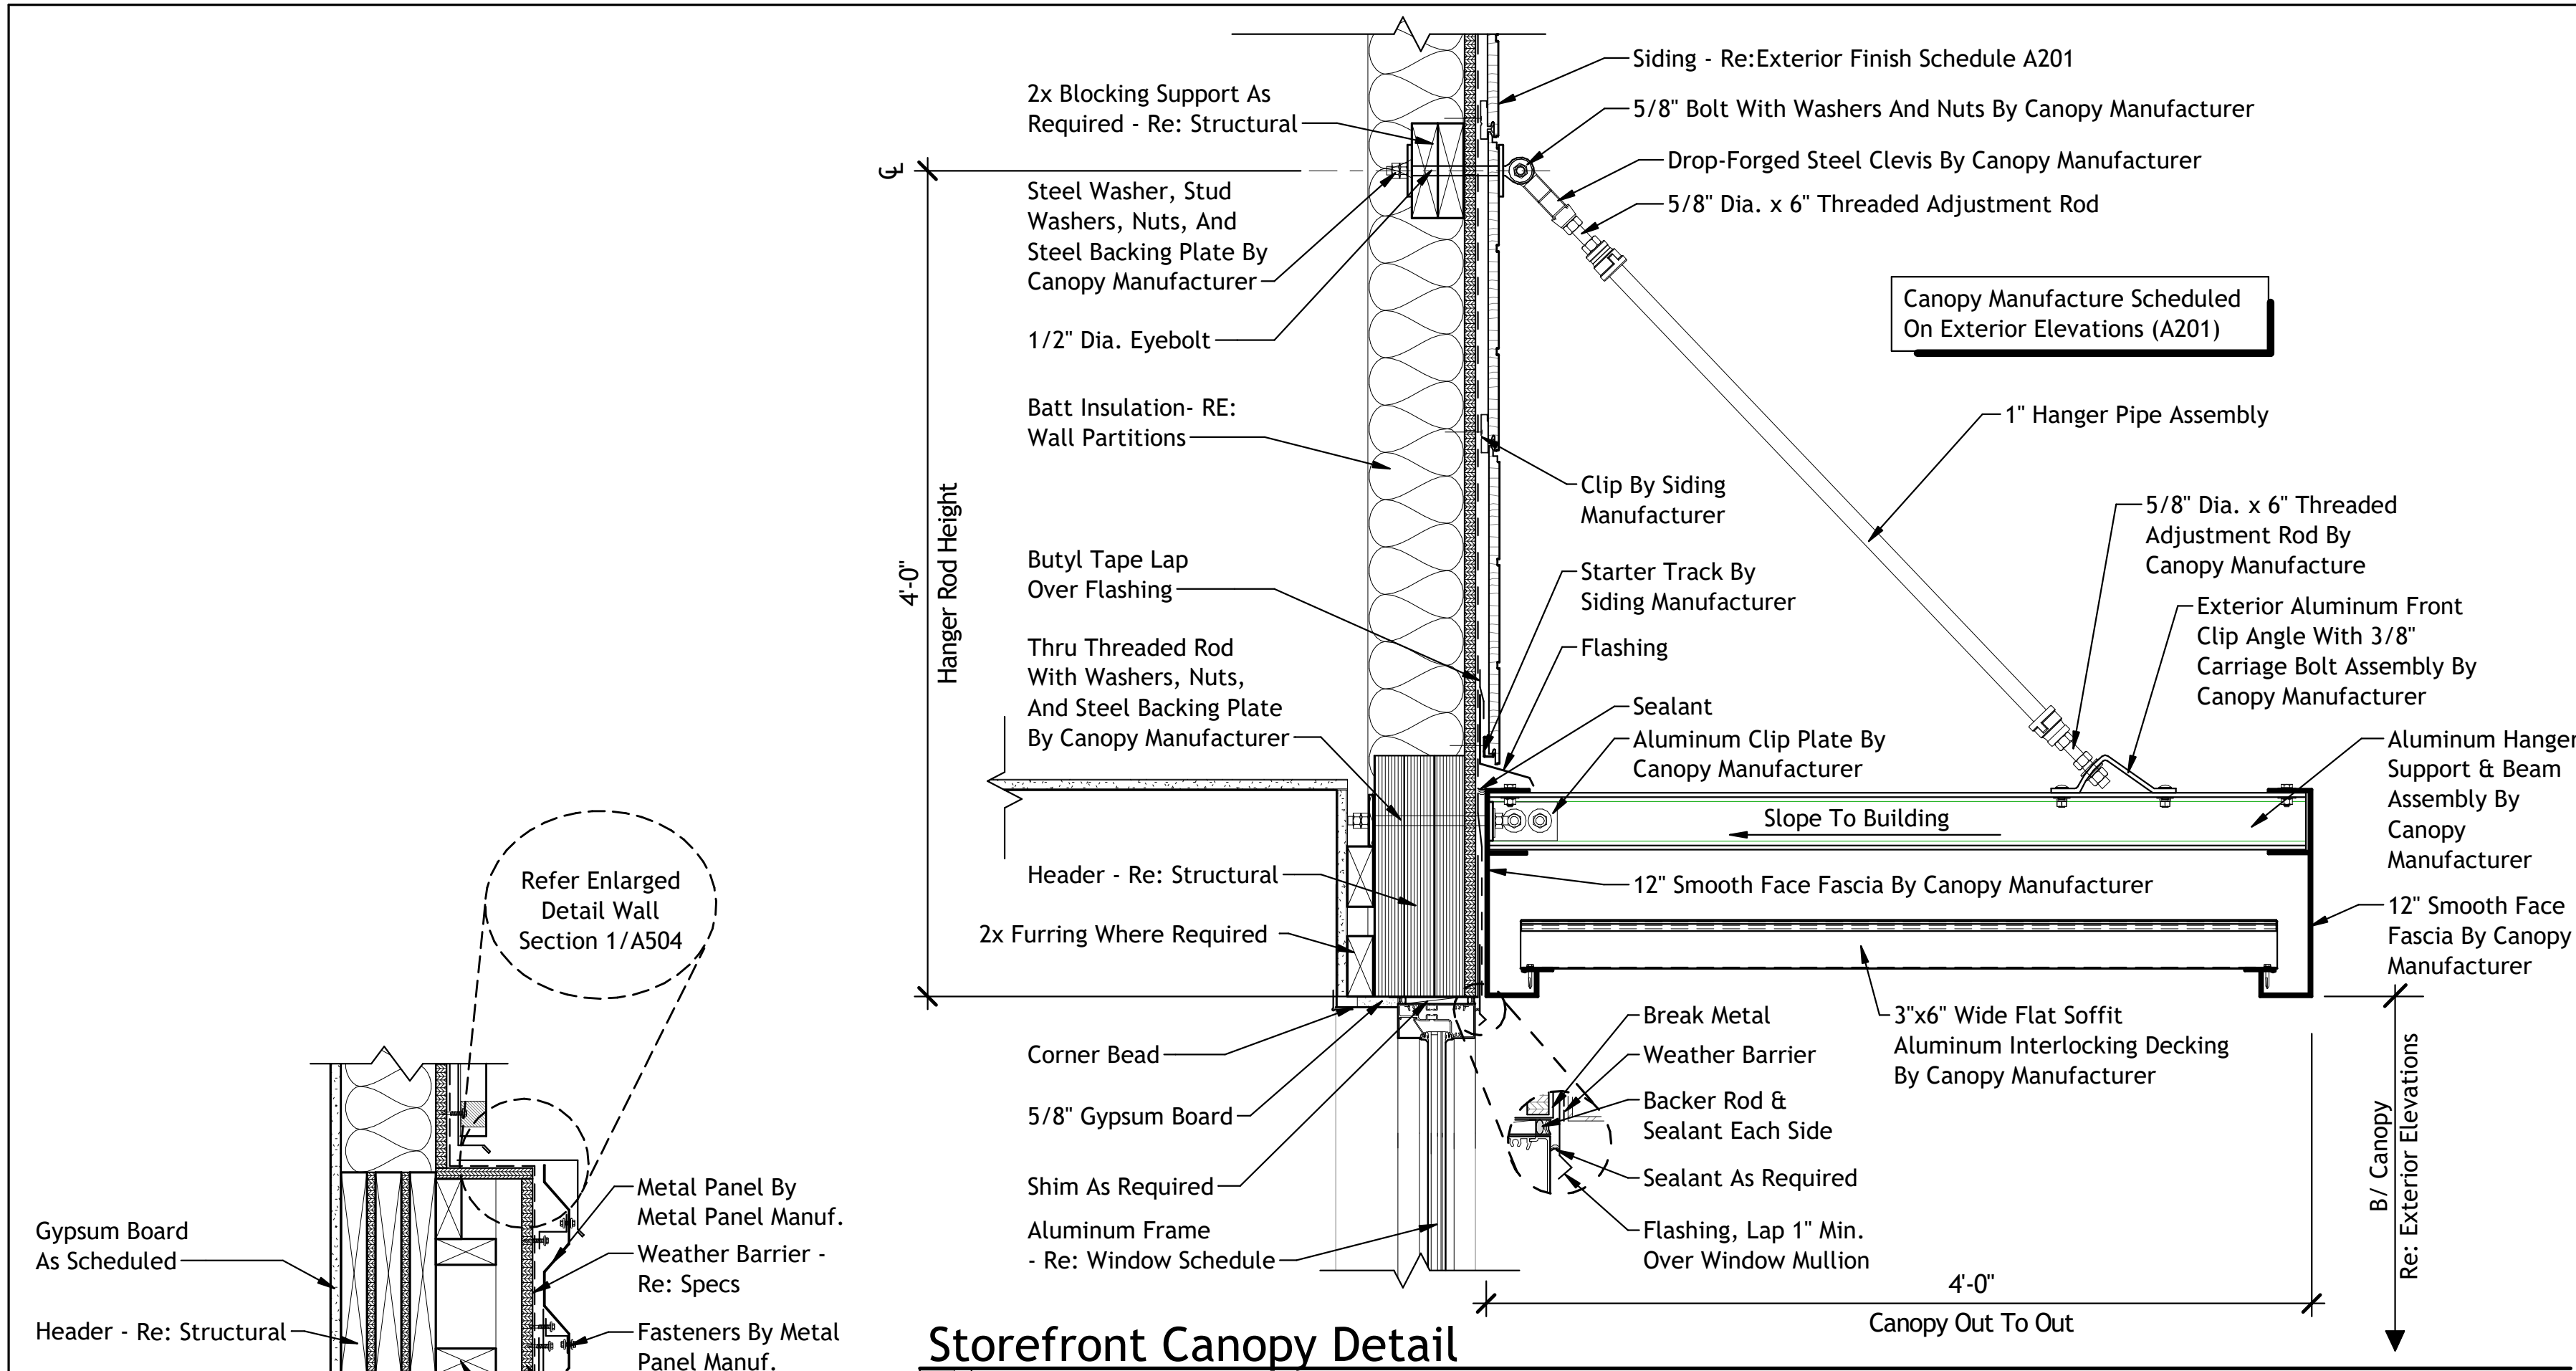 2x Blocking Support As
Required - Re: Structural
℄
Steel Washer, Stud
Washers, Nuts, And
Steel Backing Plate By
Canopy Manufacturer
1/2" Dia. Eyebolt
Batt Insulation- RE:
Wall Partitions
4'-0"
Hanger Rod Height
Butyl Tape Lap
Over Flashing
Thru Threaded Rod
With Washers, Nuts,
And Steel Backing Plate
By Canopy Manufacturer
Header - Re: Structural
2x Furring Where Required
Corner Bead
5/8" Gypsum Board
Shim As Required
Aluminum Frame
- Re: Window Schedule
Siding - Re:Exterior Finish Schedule A201
5/8" Bolt With Washers And Nuts By Canopy Manufacturer
Drop-Forged Steel Clevis By Canopy Manufacturer
5/8" Dia. x 6" Threaded Adjustment Rod
Canopy Manufacture Scheduled
On Exterior Elevations (A201)
1" Hanger Pipe Assembly
Clip By Siding
Manufacturer
5/8" Dia. x 6" Threaded
Adjustment Rod By
Canopy Manufacture
Starter Track By
Siding Manufacturer
Exterior Aluminum Front
Clip Angle With 3/8"
Carriage Bolt Assembly By
Canopy Manufacturer
Flashing
Sealant
Aluminum Clip Plate By
Canopy Manufacturer
Aluminum Hanger
Support & Beam
Assembly By
Canopy
Manufacturer
Slope To Building
12" Smooth Face Fascia By Canopy Manufacturer
12" Smooth Face
Fascia By Canopy
Manufacturer
Break Metal
Weather Barrier
Backer Rod &
Sealant Each Side
Sealant As Required
Flashing, Lap 1" Min.
Over Window Mullion
3"x6" Wide Flat Soffit
Aluminum Interlocking Decking
By Canopy Manufacturer
B/ Canopy
Re: Exterior Elevations
4'-0"
Canopy Out To Out
Storefront Canopy Detail
Refer Enlarged
Detail Wall
Section 1/A504
Gypsum Board
As Scheduled
Header - Re: Structural
Metal Panel By
Metal Panel Manuf.
Weather Barrier -
Re: Specs
Fasteners By Metal
Panel Manuf.